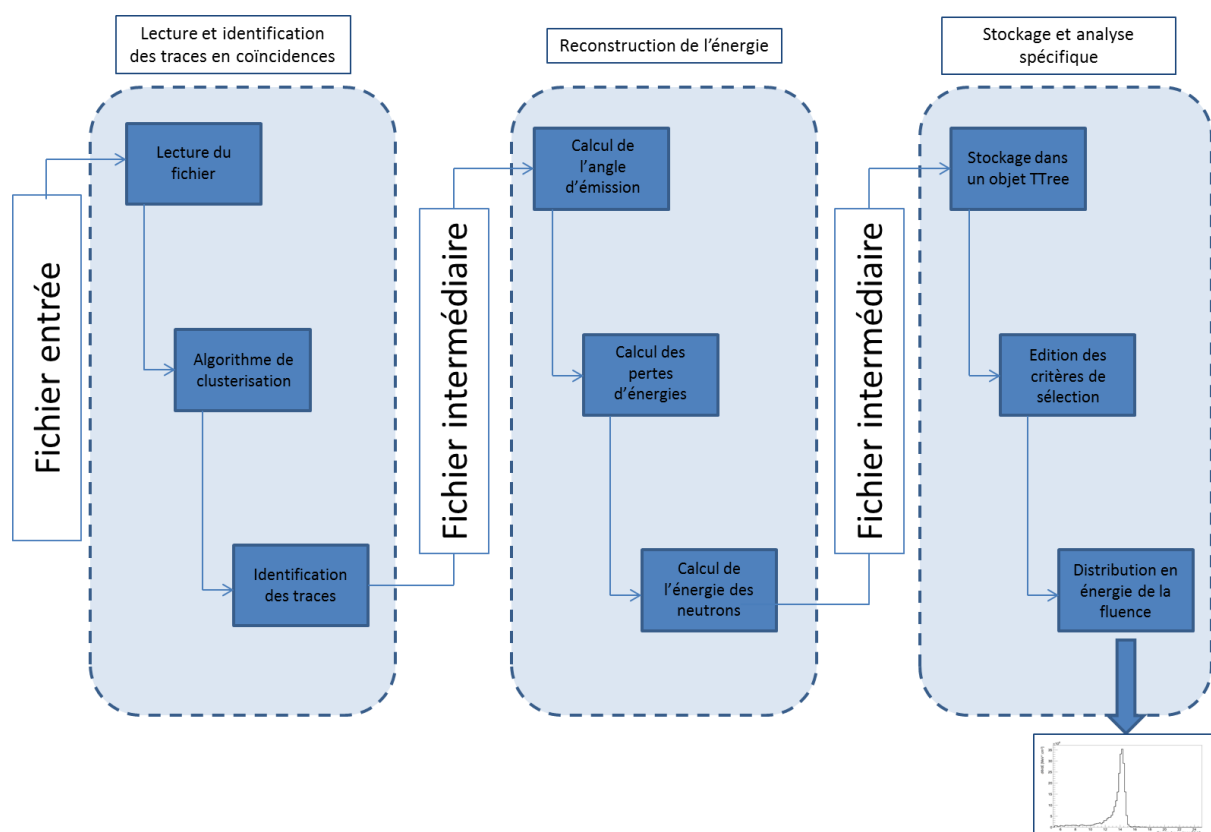 Lecture et identification
des traces en coïncidences
Reconstruction de l'énergie
Stockage et analyse
spécifique
Fichier entrée
Lecture du
fichier
Algorithme de
clusterisation
Identification
des traces
Fichier intermédiaire
Calcul de
l'angle
d'émission
Calcul des
pertes
d'énergies
Calcul de
l'énergie des
neutrons
Fichier intermédiaire
Stockage dans
un objet TTree
Edition des
critères de
sélection
Distribution en
énergie de la
fluence